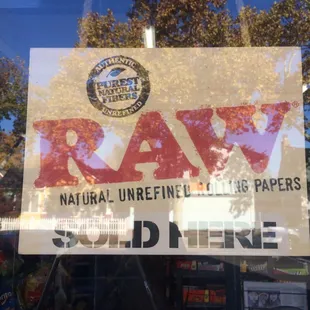 AUTHENTIC
PUREST
NATURAL
FIBERS
UNREFINED
RAW®
NATURAL UNREFINED ROLLING PAPERS
SOLD HERE